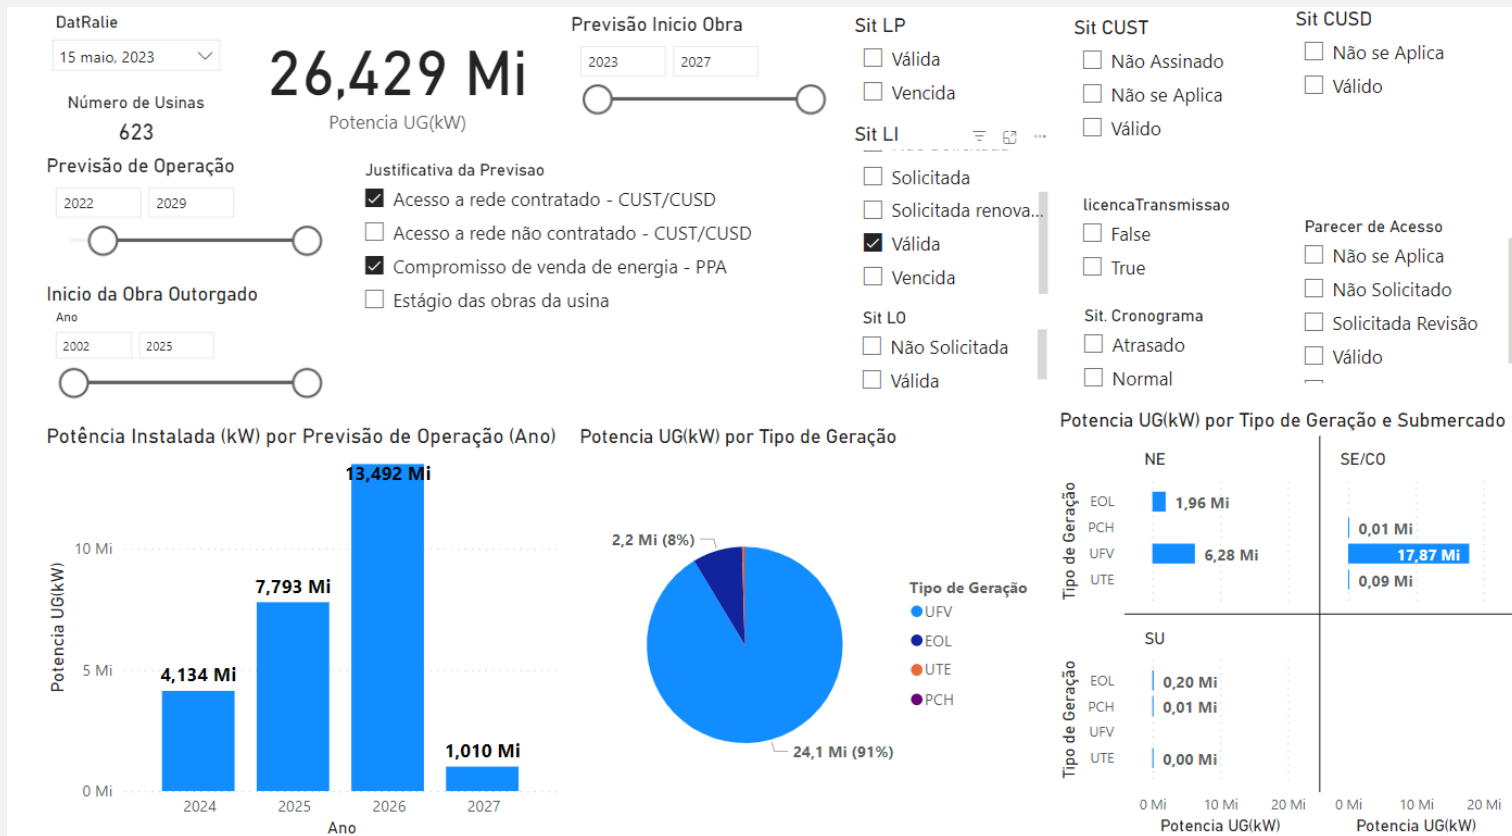 DatRalie
15 maio, 2023
Número de Usinas
623
26,429 Mi
Potencia UG(kW)
Previsão Inicio Obra
2023
2027
Previsão de Operação
2022
2029
Inicio da Obra Outorgado
Ano
2002
2025
Justificativa da Previsao
Acesso a rede contratado - CUST/CUSD
Acesso a rede não contratado - CUST/CUSD
Compromisso de venda de energia - PPA
Estágio das obras da usina
Sit LP
Válida
Vencida
Sit LI
Solicitada
Solicitada renova...
Válida
Vencida
Sit LO
Não Solicitada
Válida
Sit CUST
Não Assinado
Não se Aplica
Válido
licencaTransmissao
False
True
Sit. Cronograma
Atrasado
Normal
Sit CUSD
Não se Aplica
Válido
Parecer de Acesso
Não se Aplica
Não Solicitado
Solicitada Revisão
Válido
Potência Instalada (kW) por Previsão de Operação (Ano)
Potencia UG(kW)
10 Mi
5 Mi
0 Mi
4,134 Mi
7,793 Mi
13,492 Mi
1,010 Mi
2024
2025
2026
2027
Ano
Potencia UG(kW) por Tipo de Geração
2,2 Mi (8%)
24,1 Mi (91%)
Tipo de Geração
UFV
EOL
UTE
PCH
Potencia UG(kW) por Tipo de Geração e Submercado
NE
Tipo de Geração
EOL
1,96 Mi
PCH
UFV
6,28 Mi
UTE
SE/CO
0,01 Mi
17,87 Mi
0,09 Mi
SU
Tipo de Geração
EOL
0,20 Mi
PCH
0,01 Mi
UFV
UTE
0,00 Mi
0 Mi
10 Mi
20 Mi
Potencia UG(kW)
0 Mi
10 Mi
20 Mi
Potencia UG(kW)